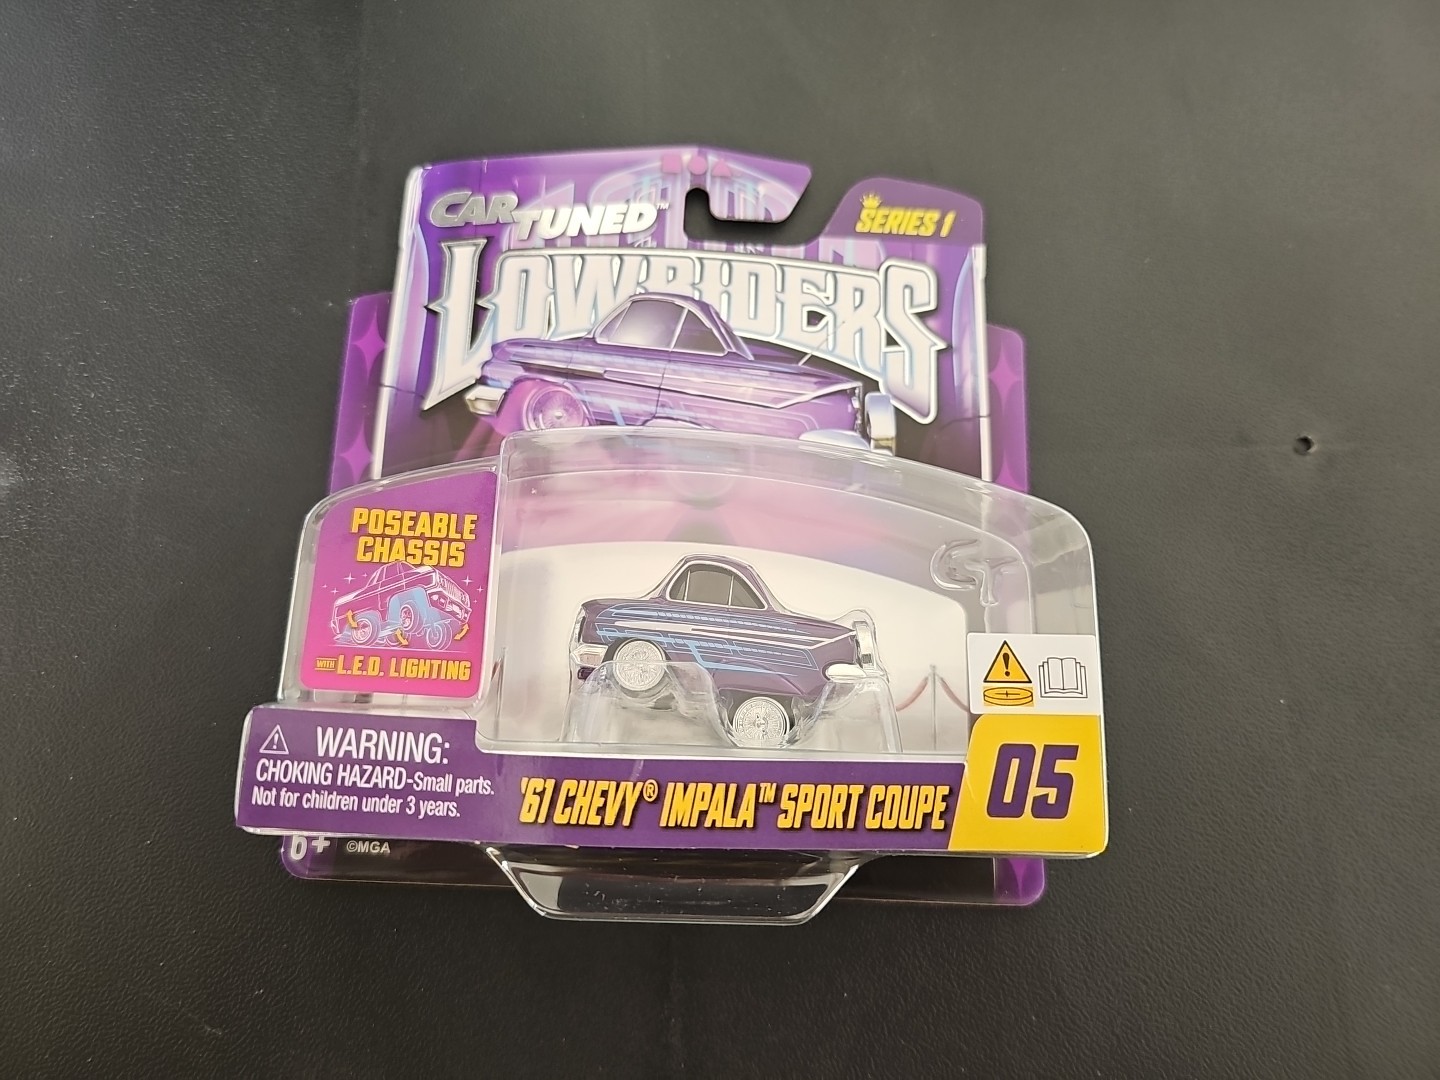 CAR
TUNED™
SERIES 1
LOWRIDERS
POSEABLE
CHASSIS
WITH L.E.D. LIGHTING
WARNING:
CHOKING HAZARD-Small parts.
Not for children under 3 years.
'61 CHEVY® IMPALA™ SPORT COUPE
05
6+ ©MGA